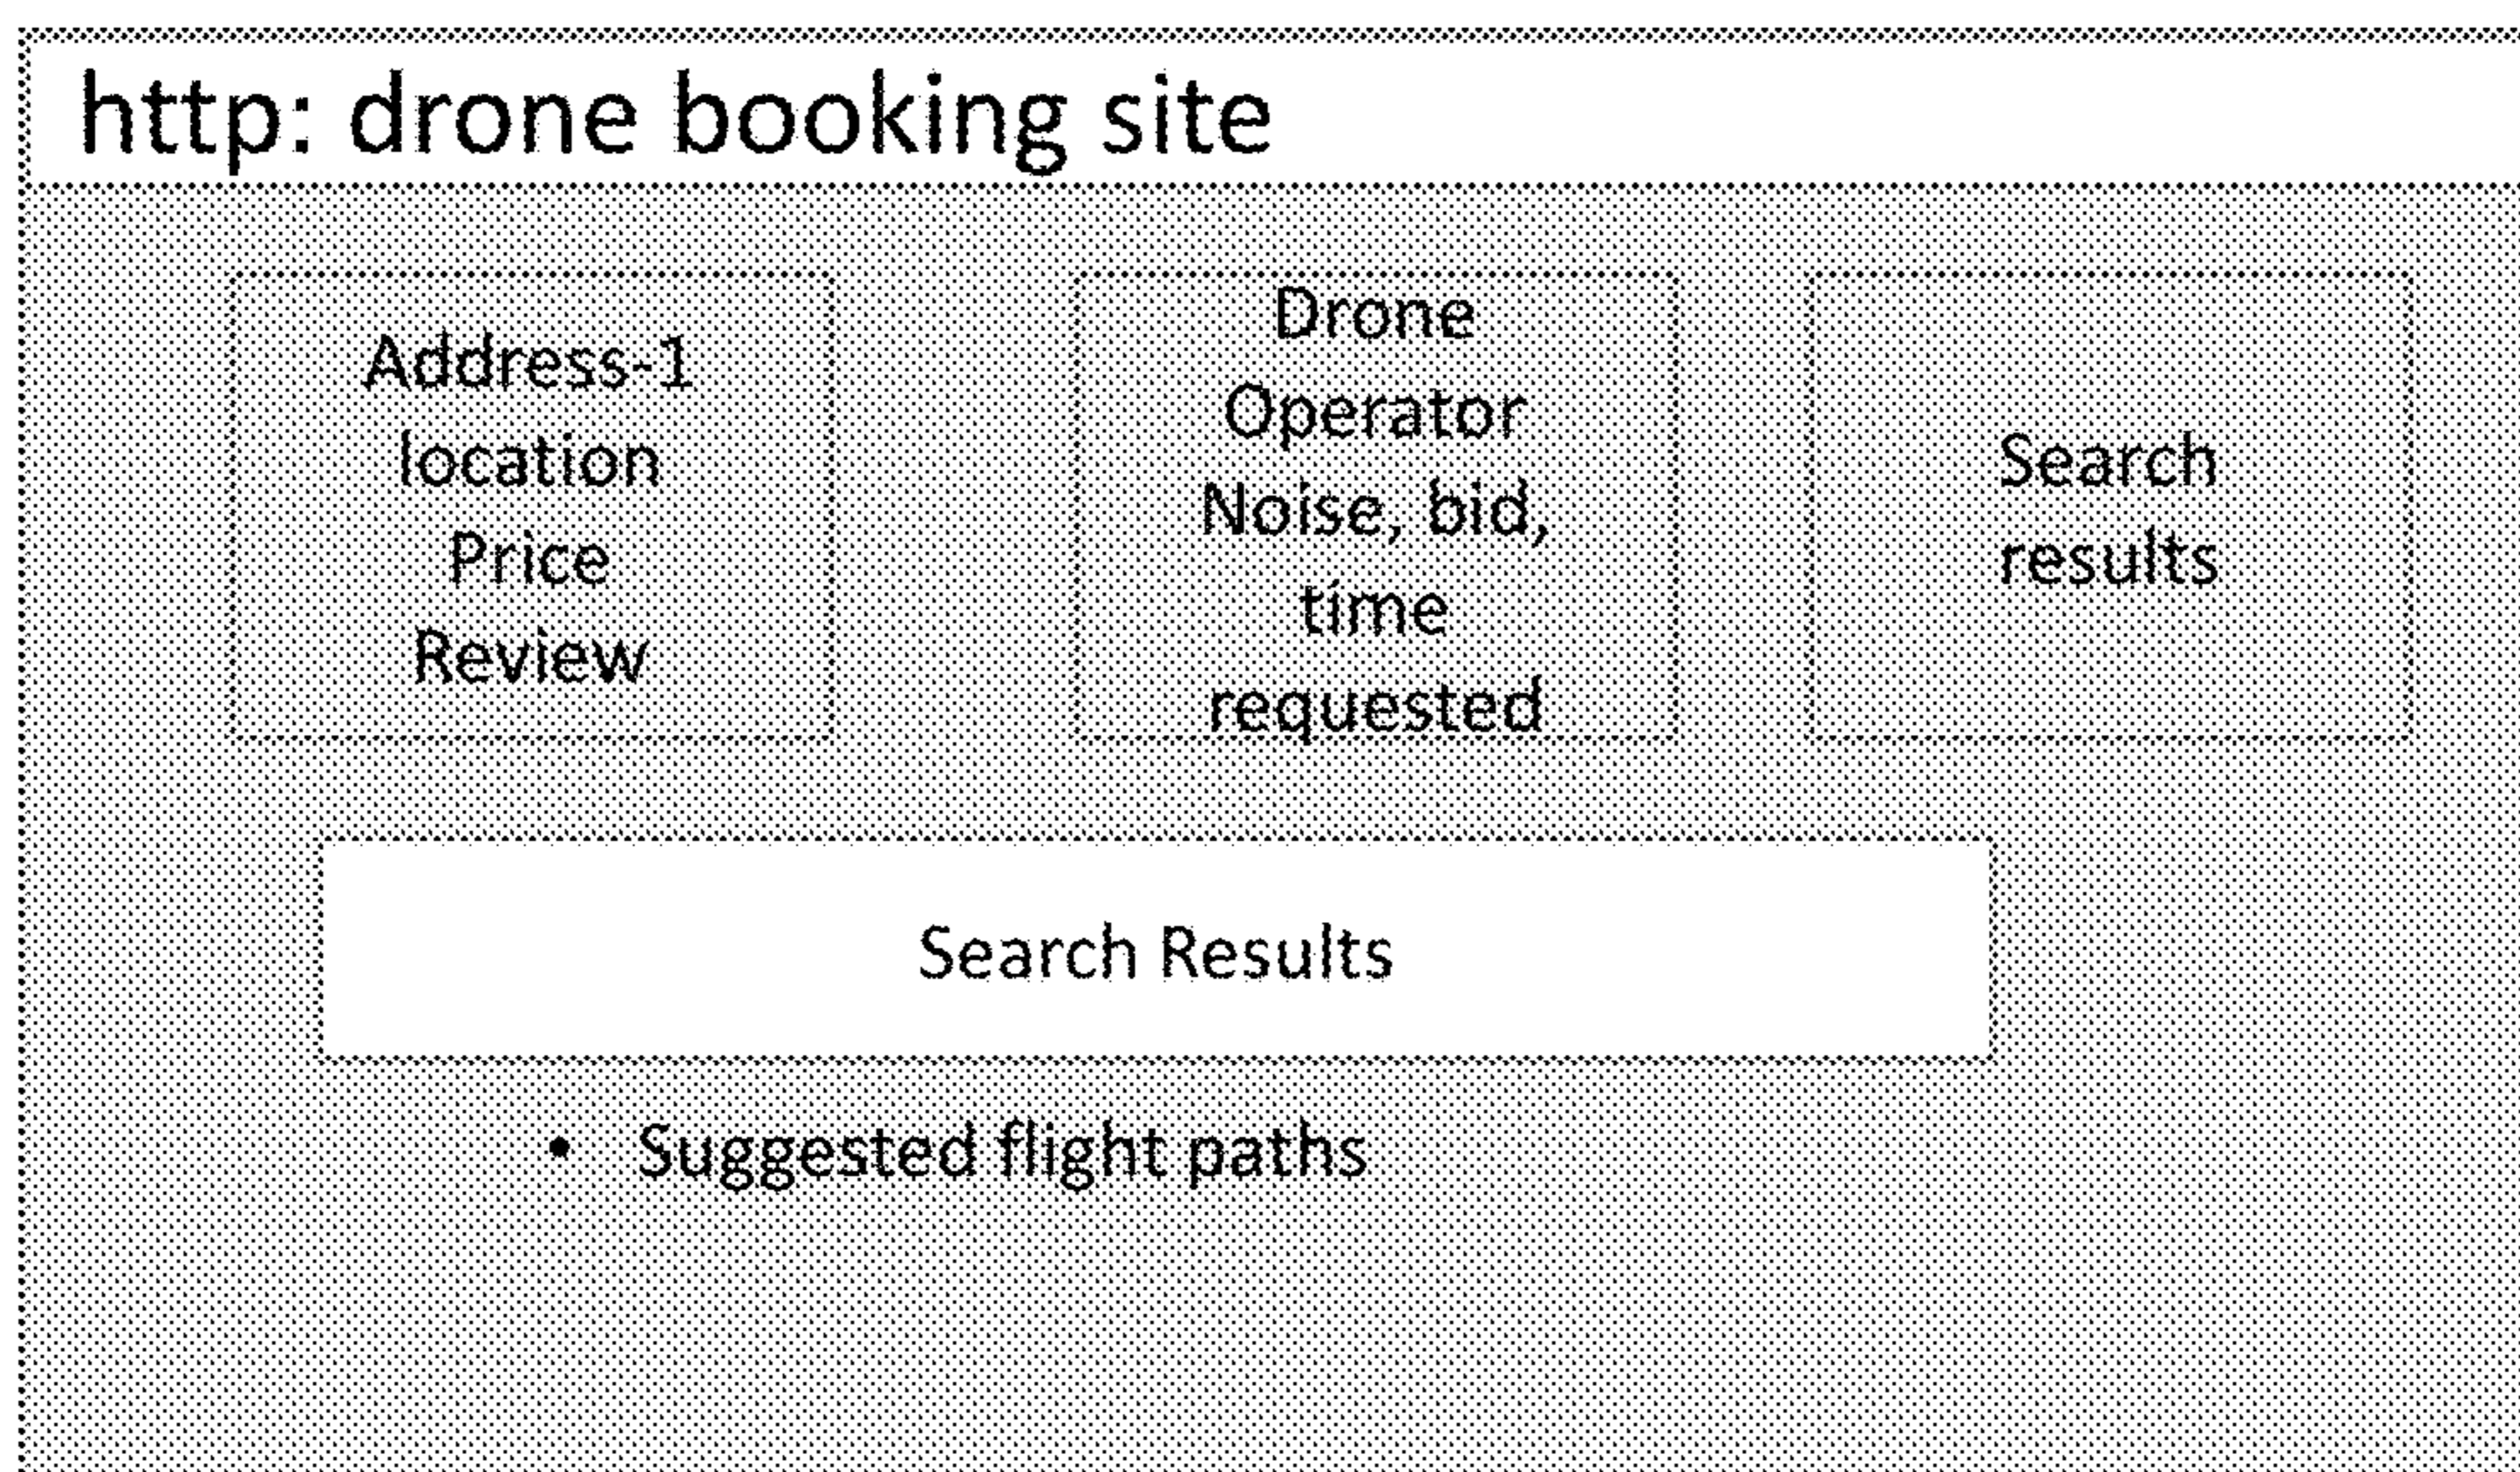 http: drone booking site
Address-1
location
Price
Review
Drone
Operator
Noise, bid,
time
requested
Search
results
Search Results
• Suggested flight paths